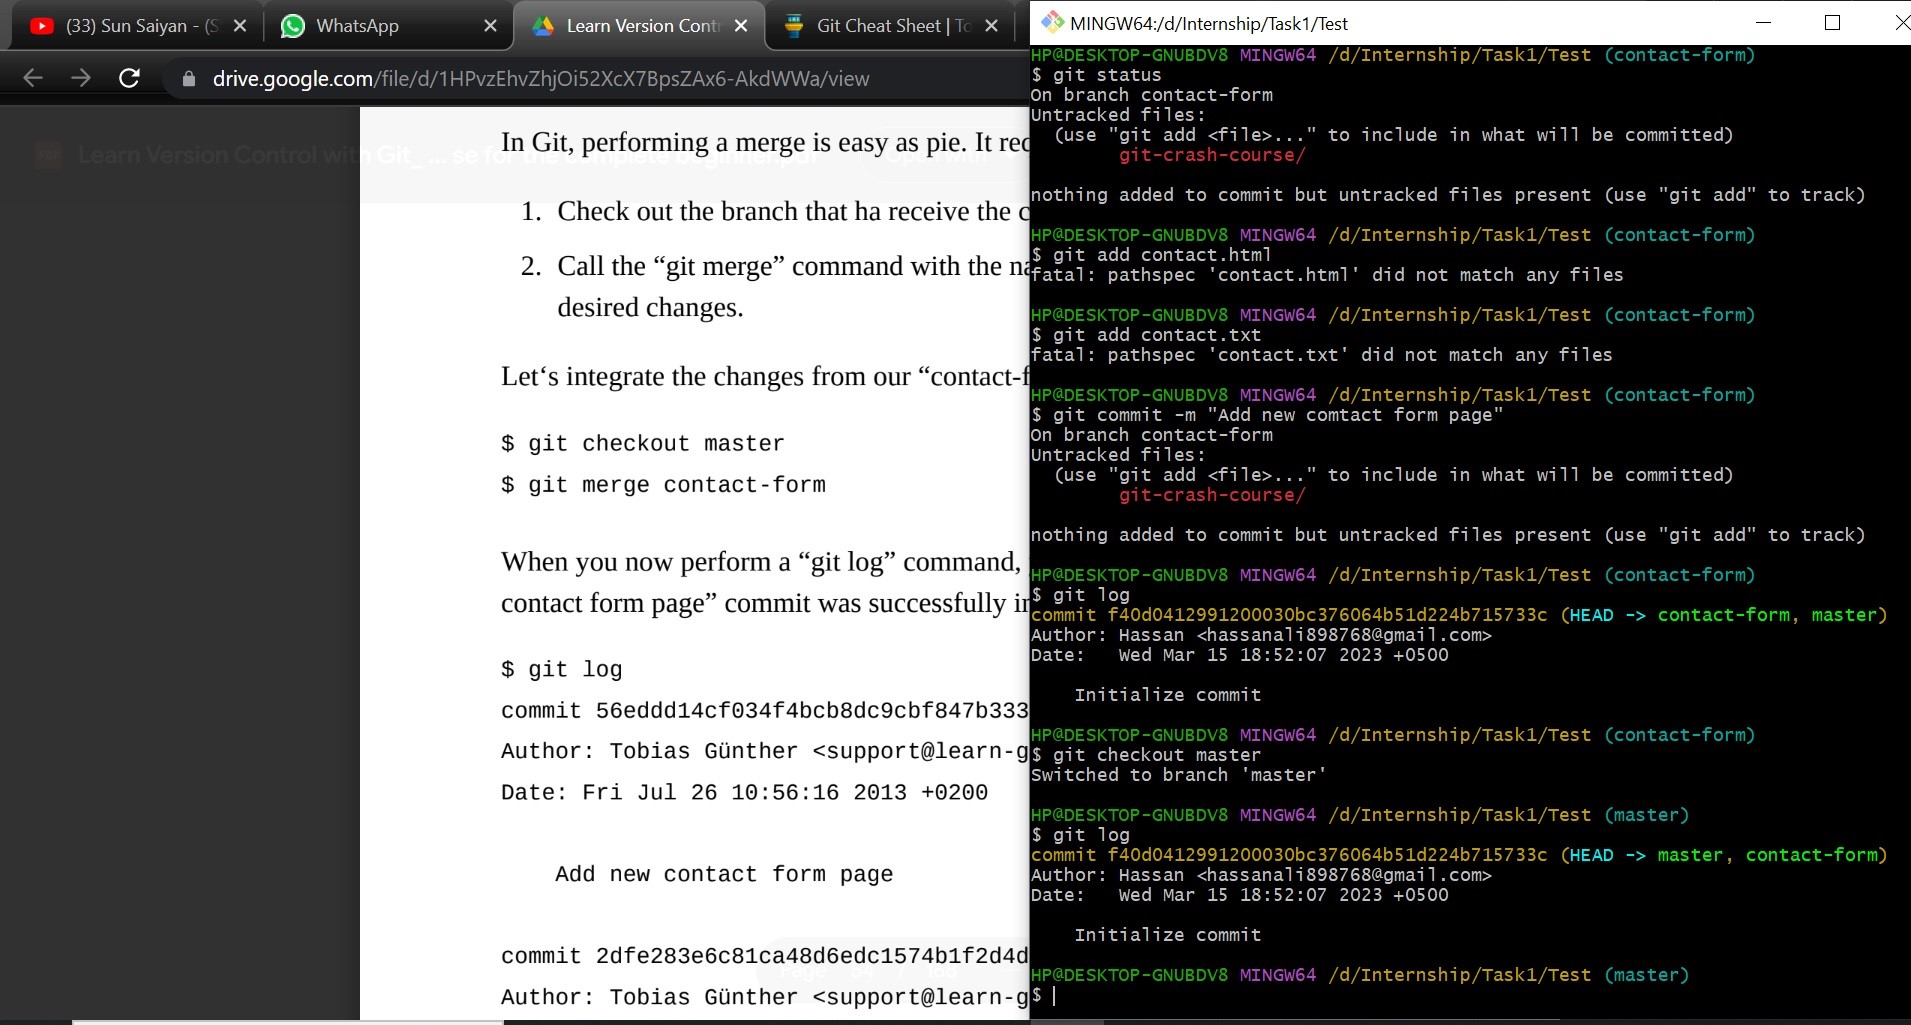 (33) Sun Saiyan - (S
WhatsApp
Learn Version Contr
Git Cheat Sheet | To
drive.google.com/file/d/1HPvzEhvZhjOi52XcX7BpsZAx6-AkdWWa/view
Learn Version Control with Git_ ... se for the complete beginner.pdf
Open with
In Git, performing a merge is easy as pie. It rec
1. Check out the branch that ha receive the c
2. Call the “git merge” command with the na
desired changes.
Let‘s integrate the changes from our “contact-f
$ git checkout master
$ git merge contact-form
When you now perform a “git log” command,
contact form page” commit was successfully in
$ git log
commit 56eddd14cf034f4bcb8dc9cbf847b333
Author: Tobias Günther <support@learn-g
Date: Fri Jul 26 10:56:16 2013 +0200
Add new contact form page
commit 2dfe283e6c81ca48d6edc1574b1f2d4d
Author: Tobias Günther <support@learn-g
Page 54 / 168
MINGW64:/d/Internship/Task1/Test
HP@DESKTOP-GNUBDV8 MINGW64 /d/Internship/Task1/Test (contact-form)
$ git status
On branch contact-form
Untracked files:
(use "git add <file>..." to include in what will be committed)
git-crash-course/
nothing added to commit but untracked files present (use "git add" to track)
HP@DESKTOP-GNUBDV8 MINGW64 /d/Internship/Task1/Test (contact-form)
$ git add contact.html
fatal: pathspec 'contact.html' did not match any files
HP@DESKTOP-GNUBDV8 MINGW64 /d/Internship/Task1/Test (contact-form)
$ git add contact.txt
fatal: pathspec 'contact.txt' did not match any files
HP@DESKTOP-GNUBDV8 MINGW64 /d/Internship/Task1/Test (contact-form)
$ git commit -m "Add new comtact form page"
On branch contact-form
Untracked files:
(use "git add <file>..." to include in what will be committed)
git-crash-course/
nothing added to commit but untracked files present (use "git add" to track)
HP@DESKTOP-GNUBDV8 MINGW64 /d/Internship/Task1/Test (contact-form)
$ git log
commit f40d0412991200030bc376064b51d224b715733c (HEAD -> contact-form, master)
Author: Hassan <hassanali898768@gmail.com>
Date: Wed Mar 15 18:52:07 2023 +0500
Initialize commit
HP@DESKTOP-GNUBDV8 MINGW64 /d/Internship/Task1/Test (contact-form)
$ git checkout master
Switched to branch 'master'
HP@DESKTOP-GNUBDV8 MINGW64 /d/Internship/Task1/Test (master)
$ git log
commit f40d0412991200030bc376064b51d224b715733c (HEAD -> master, contact-form)
Author: Hassan <hassanali898768@gmail.com>
Date: Wed Mar 15 18:52:07 2023 +0500
Initialize commit
HP@DESKTOP-GNUBDV8 MINGW64 /d/Internship/Task1/Test (master)
$